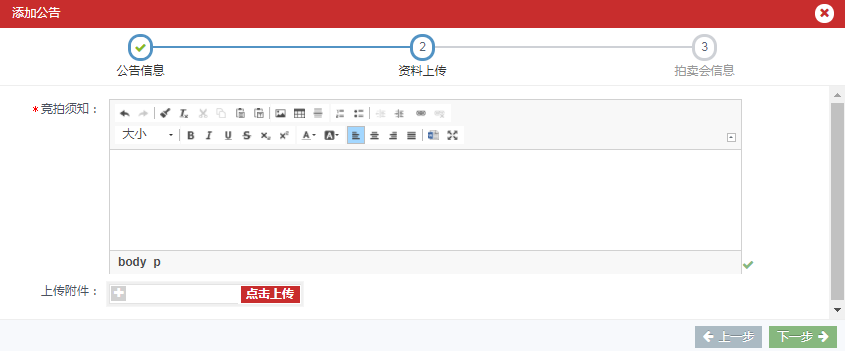 添加公告
2
3
公告信息
资料上传
拍卖会信息
* 竞拍须知：
大小
B I U S x₂ x² A A
body p
上传附件：
点击上传
上一步
下一步